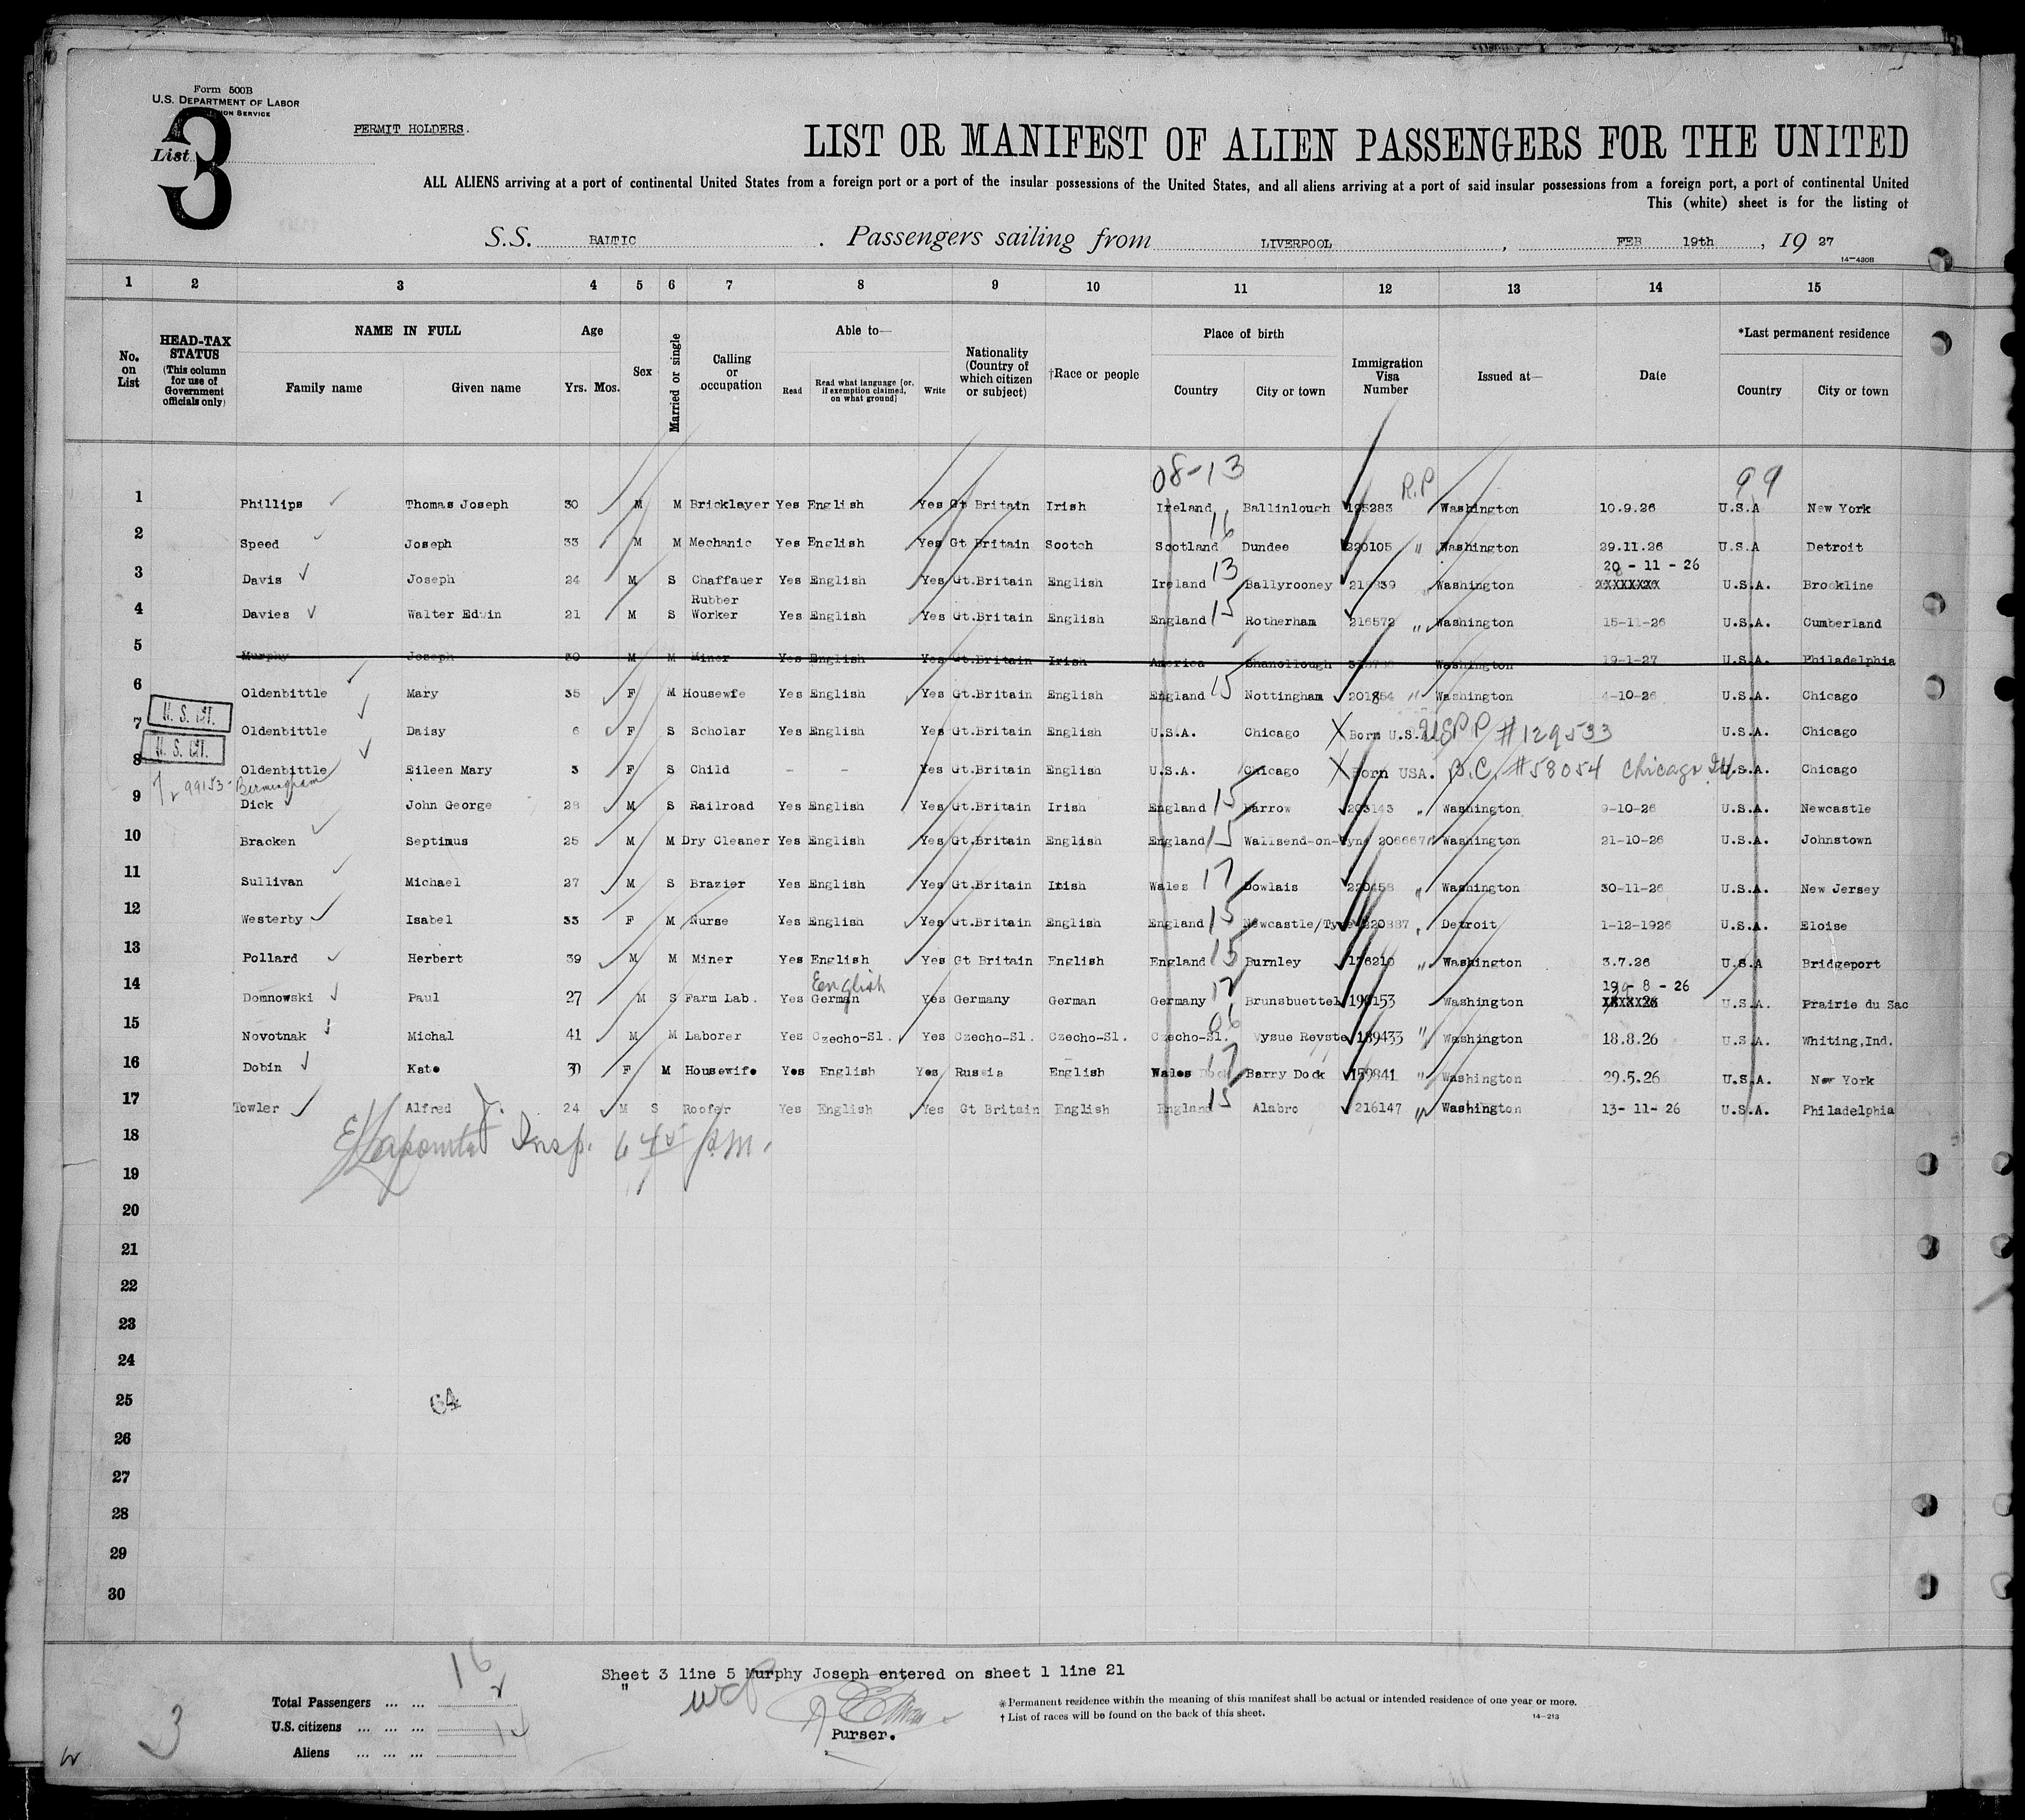 Form 500B
U.S. DEPARTMENT OF LABOR
SERVICE
PERMIT HOLDERS.
List 3
LIST OR MANIFEST OF ALIEN PASSENGERS FOR THE UNITED
ALL ALIENS arriving at a port of continental United States from a foreign port or a port of the insular possessions of the United States, and all aliens arriving at a port of said insular possessions from a foreign port, a port of continental United
This (white) sheet is for the listing of
S.S. BALTIC . Passengers sailing from LIVERPOOL , FEB 19th , 19 27
14-430B
1 2 3 4 5 6 7 8 9 10 11 12 13 14 15
No. on List
HEAD-TAX STATUS (This column for use of Government officials only)
NAME IN FULL Family name Given name
Age Yrs. Mos.
Sex
Married or single
Calling or occupation
Able to— Read Read what language [or, if exemption claimed, on what ground] Write
Nationality (Country of which citizen or subject)
†Race or people
Place of birth Country City or town
Immigration Visa Number
Issued at—
Date
*Last permanent residence Country City or town
08-13 R.P 99
1 Phillips Thomas Joseph 30 M M Bricklayer Yes English Yes Gt Britain Irish Ireland Ballinlough 195283 Washington 10.9.26 U.S.A New York
16
2 Speed Joseph 33 M M Mechanic Yes English Yes Gt Britain Scotch Scotland Dundee 220105 " Washington 29.11.26 U.S.A Detroit
13 20 - 11 - 26
3 Davis Joseph 24 M S Chaffauer Yes English Yes Gt.Britain English Ireland Ballyrooney Washington U.S.A. Brookline
Rubber 15
4 Davies Walter Edwin 21 M S Worker Yes English Yes Gt.Britain English England Rotherham 216572 " Washington 15-11-26 U.S.A. Cumberland
5 Murphy Joseph 30 M M Miner Yes English Yes Gt.Britain Irish America Shanollough Washington 19-1-27 U.S.A. Philadelphia
6 Oldenbittle Mary 35 F M Housewfe Yes English Yes Gt.Britain English England 15 Nottingham 201854 " Washington 4-10-26 U.S.A. Chicago
U. S. CIT.
7 Oldenbittle Daisy 6 F S Scholar Yes English Yes Gt.Britain English U.S.A. Chicago X Born U.S.A. USPP #129533 U.S.A. Chicago
U. S. CIT.
8 Oldenbittle Eileen Mary 3 F S Child - - Yes Gt.Britain English U.S.A. Chicago X Born USA. B.C. #58054 Chicago Ill U.S.A. Chicago
99153 - Birmingham
9 Dick John George 28 M S Railroad Yes English Yes Gt.Britain Irish England 15 Barrow 203143 " Washington 9-10-26 U.S.A. Newcastle
10 Bracken Septimus 25 M M Dry Cleaner Yes English Yes Gt.Britain English England 15 Wallsend-on-Tyne 206667 " Washington 21-10-26 U.S.A. Johnstown
11 Sullivan Michael 27 M S Brazier Yes English Yes Gt.Britain Irish Wales 17 Dowlais 220458 " Washington 30-11-26 U.S.A. New Jersey
12 Westerby Isabel 33 F M Nurse Yes English Yes Gt.Britain English England 15 Newcastle/Tyne 220887 " Detroit 1-12-1926 U.S.A. Eloise
13 Pollard Herbert 39 M M Miner Yes English Yes Gt Britain English England 15 Burnley 176210 " Washington 3.7.26 U.S.A Bridgeport
English 12 19 - 8 - 26
14 Domnowski Paul 27 M S Farm Lab. Yes German Yes Germany German Germany Brunsbuettel 190153 Washington U.S.A. Prairie du Sac
06
15 Novotnak Michal 41 M M Laborer Yes Czecho-Sl. Yes Czecho-Sl. Czecho-Sl. Czecho-Sl. Vysue Revste 189433 " Washington 18.8.26 U.S.A. Whiting,Ind.
16 Dobin Kate 30 F M Housewife Yes English Yes Russia English Wales 17 Barry Dock 159841 " Washington 29.5.26 U.S.A. New York
17 Towler Alfred 24 M S Roofer Yes English Yes Gt Britain English England 15 Alabro 216147 " Washington 13- 11- 26 U.S.A. Philadelphia
18 Insp. 6 45 P.M.
19
20
21
22
23
24
25 64
26
27
28
29
30
Sheet 3 line 5 Murphy Joseph entered on sheet 1 line 21
"
16
Total Passengers ... ...
U.S. citizens ... ... ...
Aliens ... ... ...
3
Purser.
* Permanent residence within the meaning of this manifest shall be actual or intended residence of one year or more.
† List of races will be found on the back of this sheet.
14-213